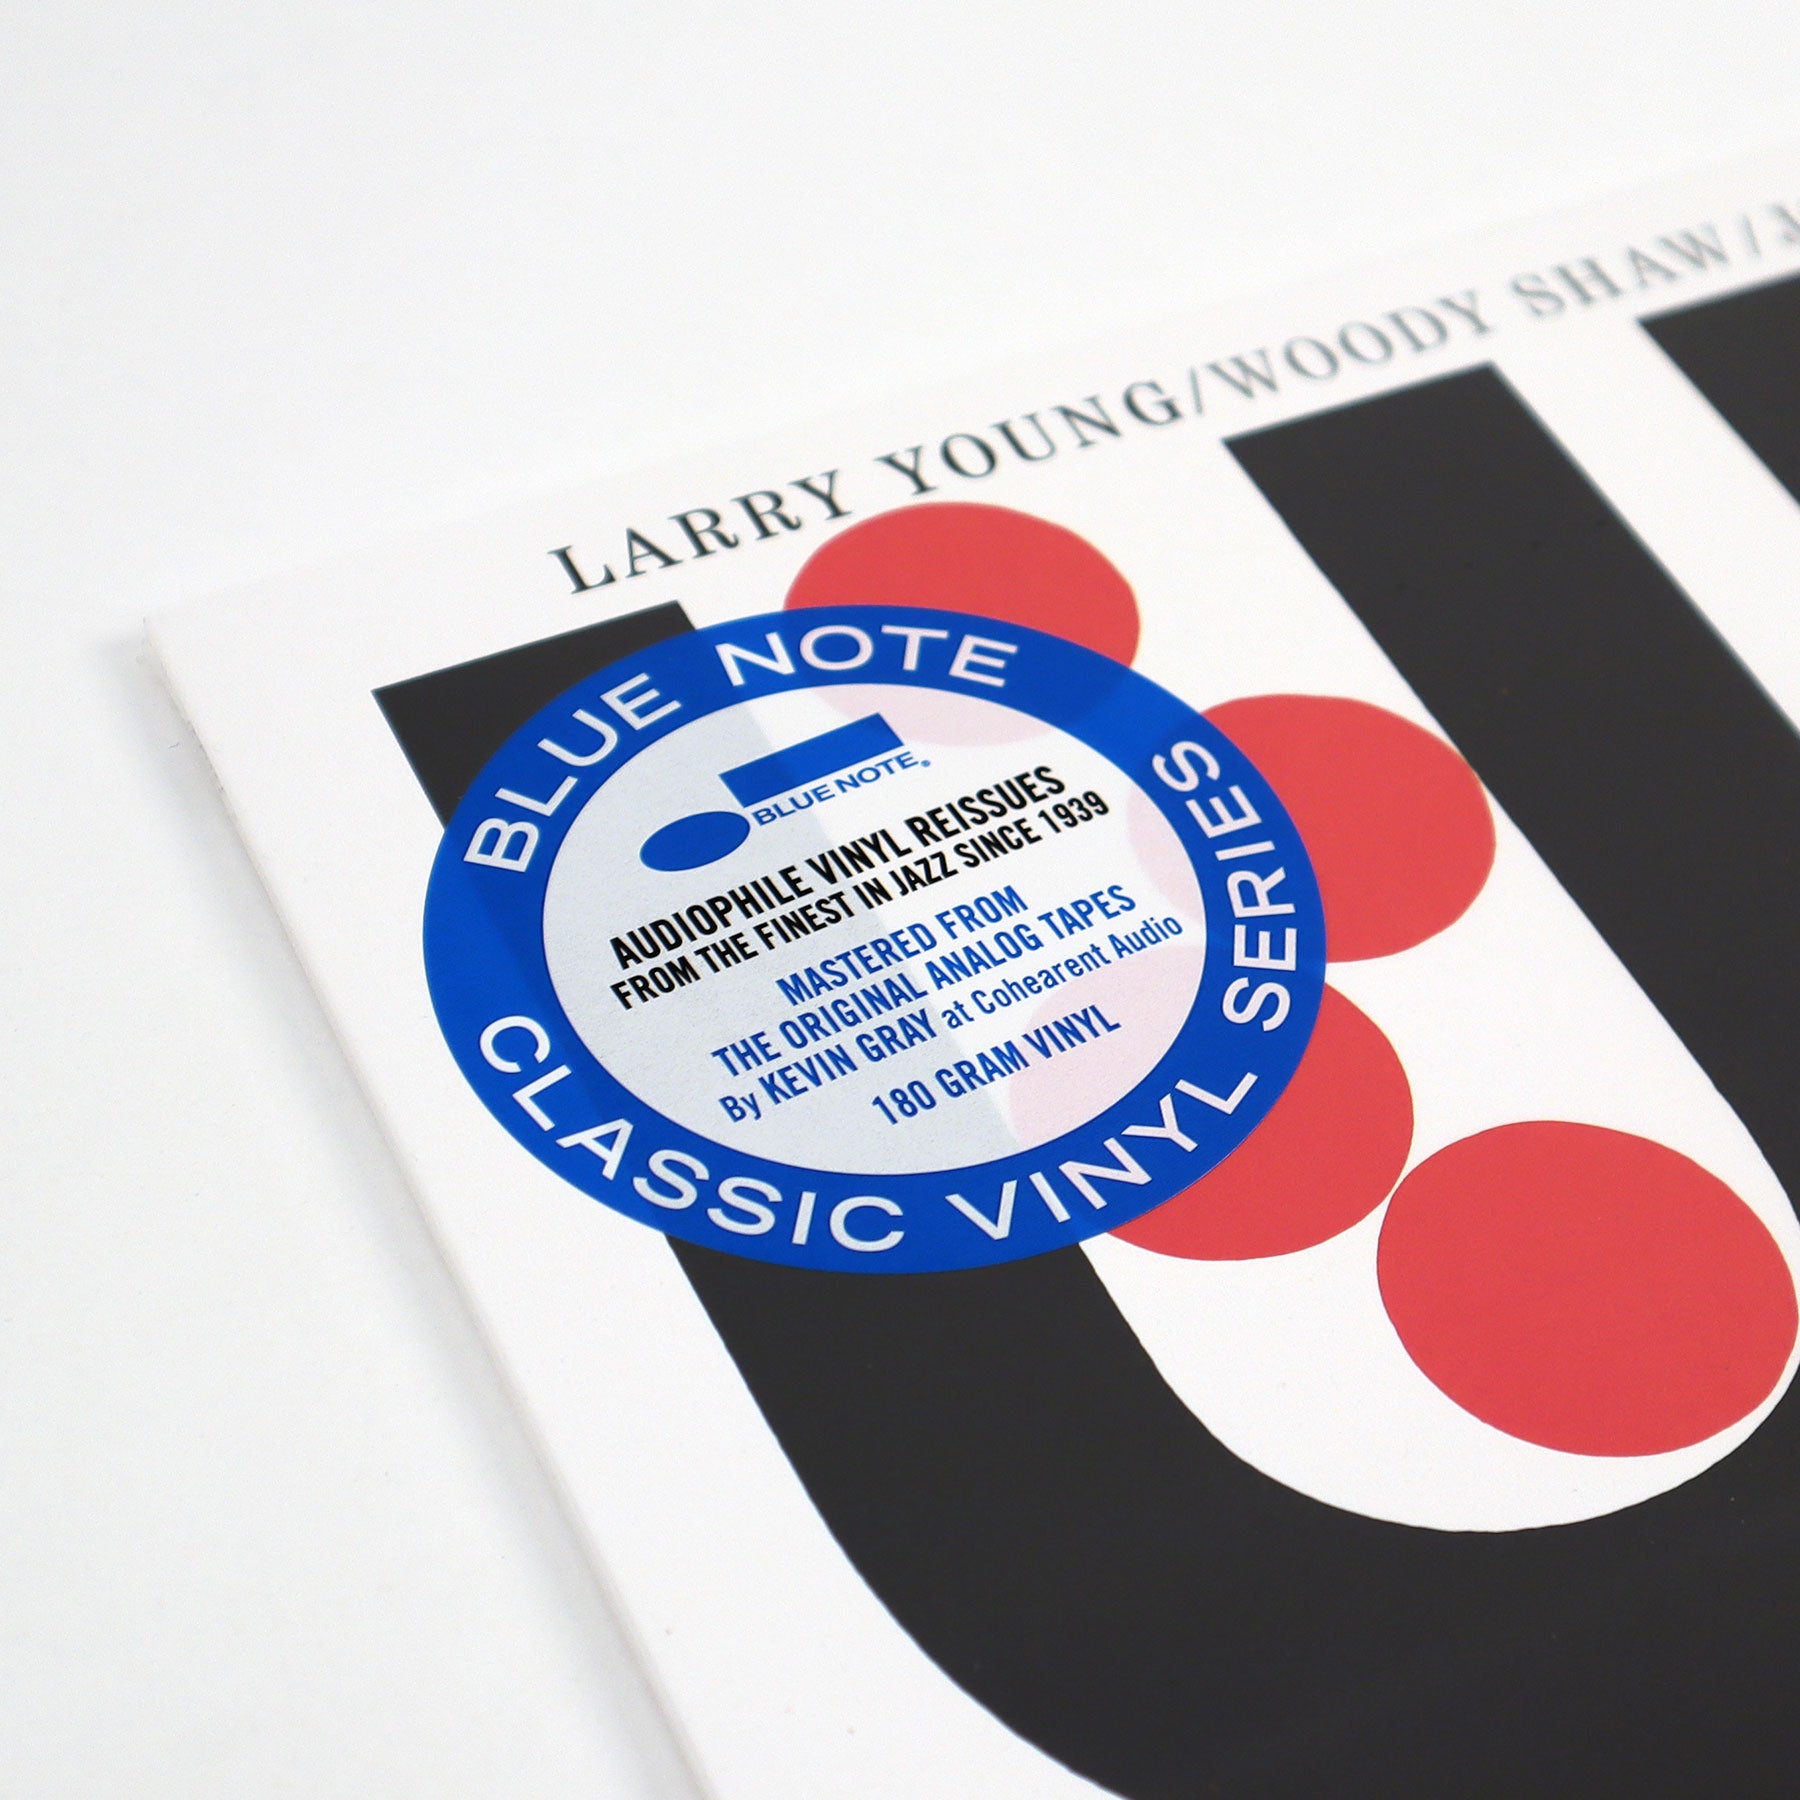 LARRY YOUNG/WOODY SHAW/
BLUE NOTE
CLASSIC VINYL SERIES
BLUE NOTE®
AUDIOPHILE VINYL REISSUES
FROM THE FINEST IN JAZZ SINCE 1939
MASTERED FROM
THE ORIGINAL ANALOG TAPES
By KEVIN GRAY at Cohearent Audio
180 GRAM VINYL